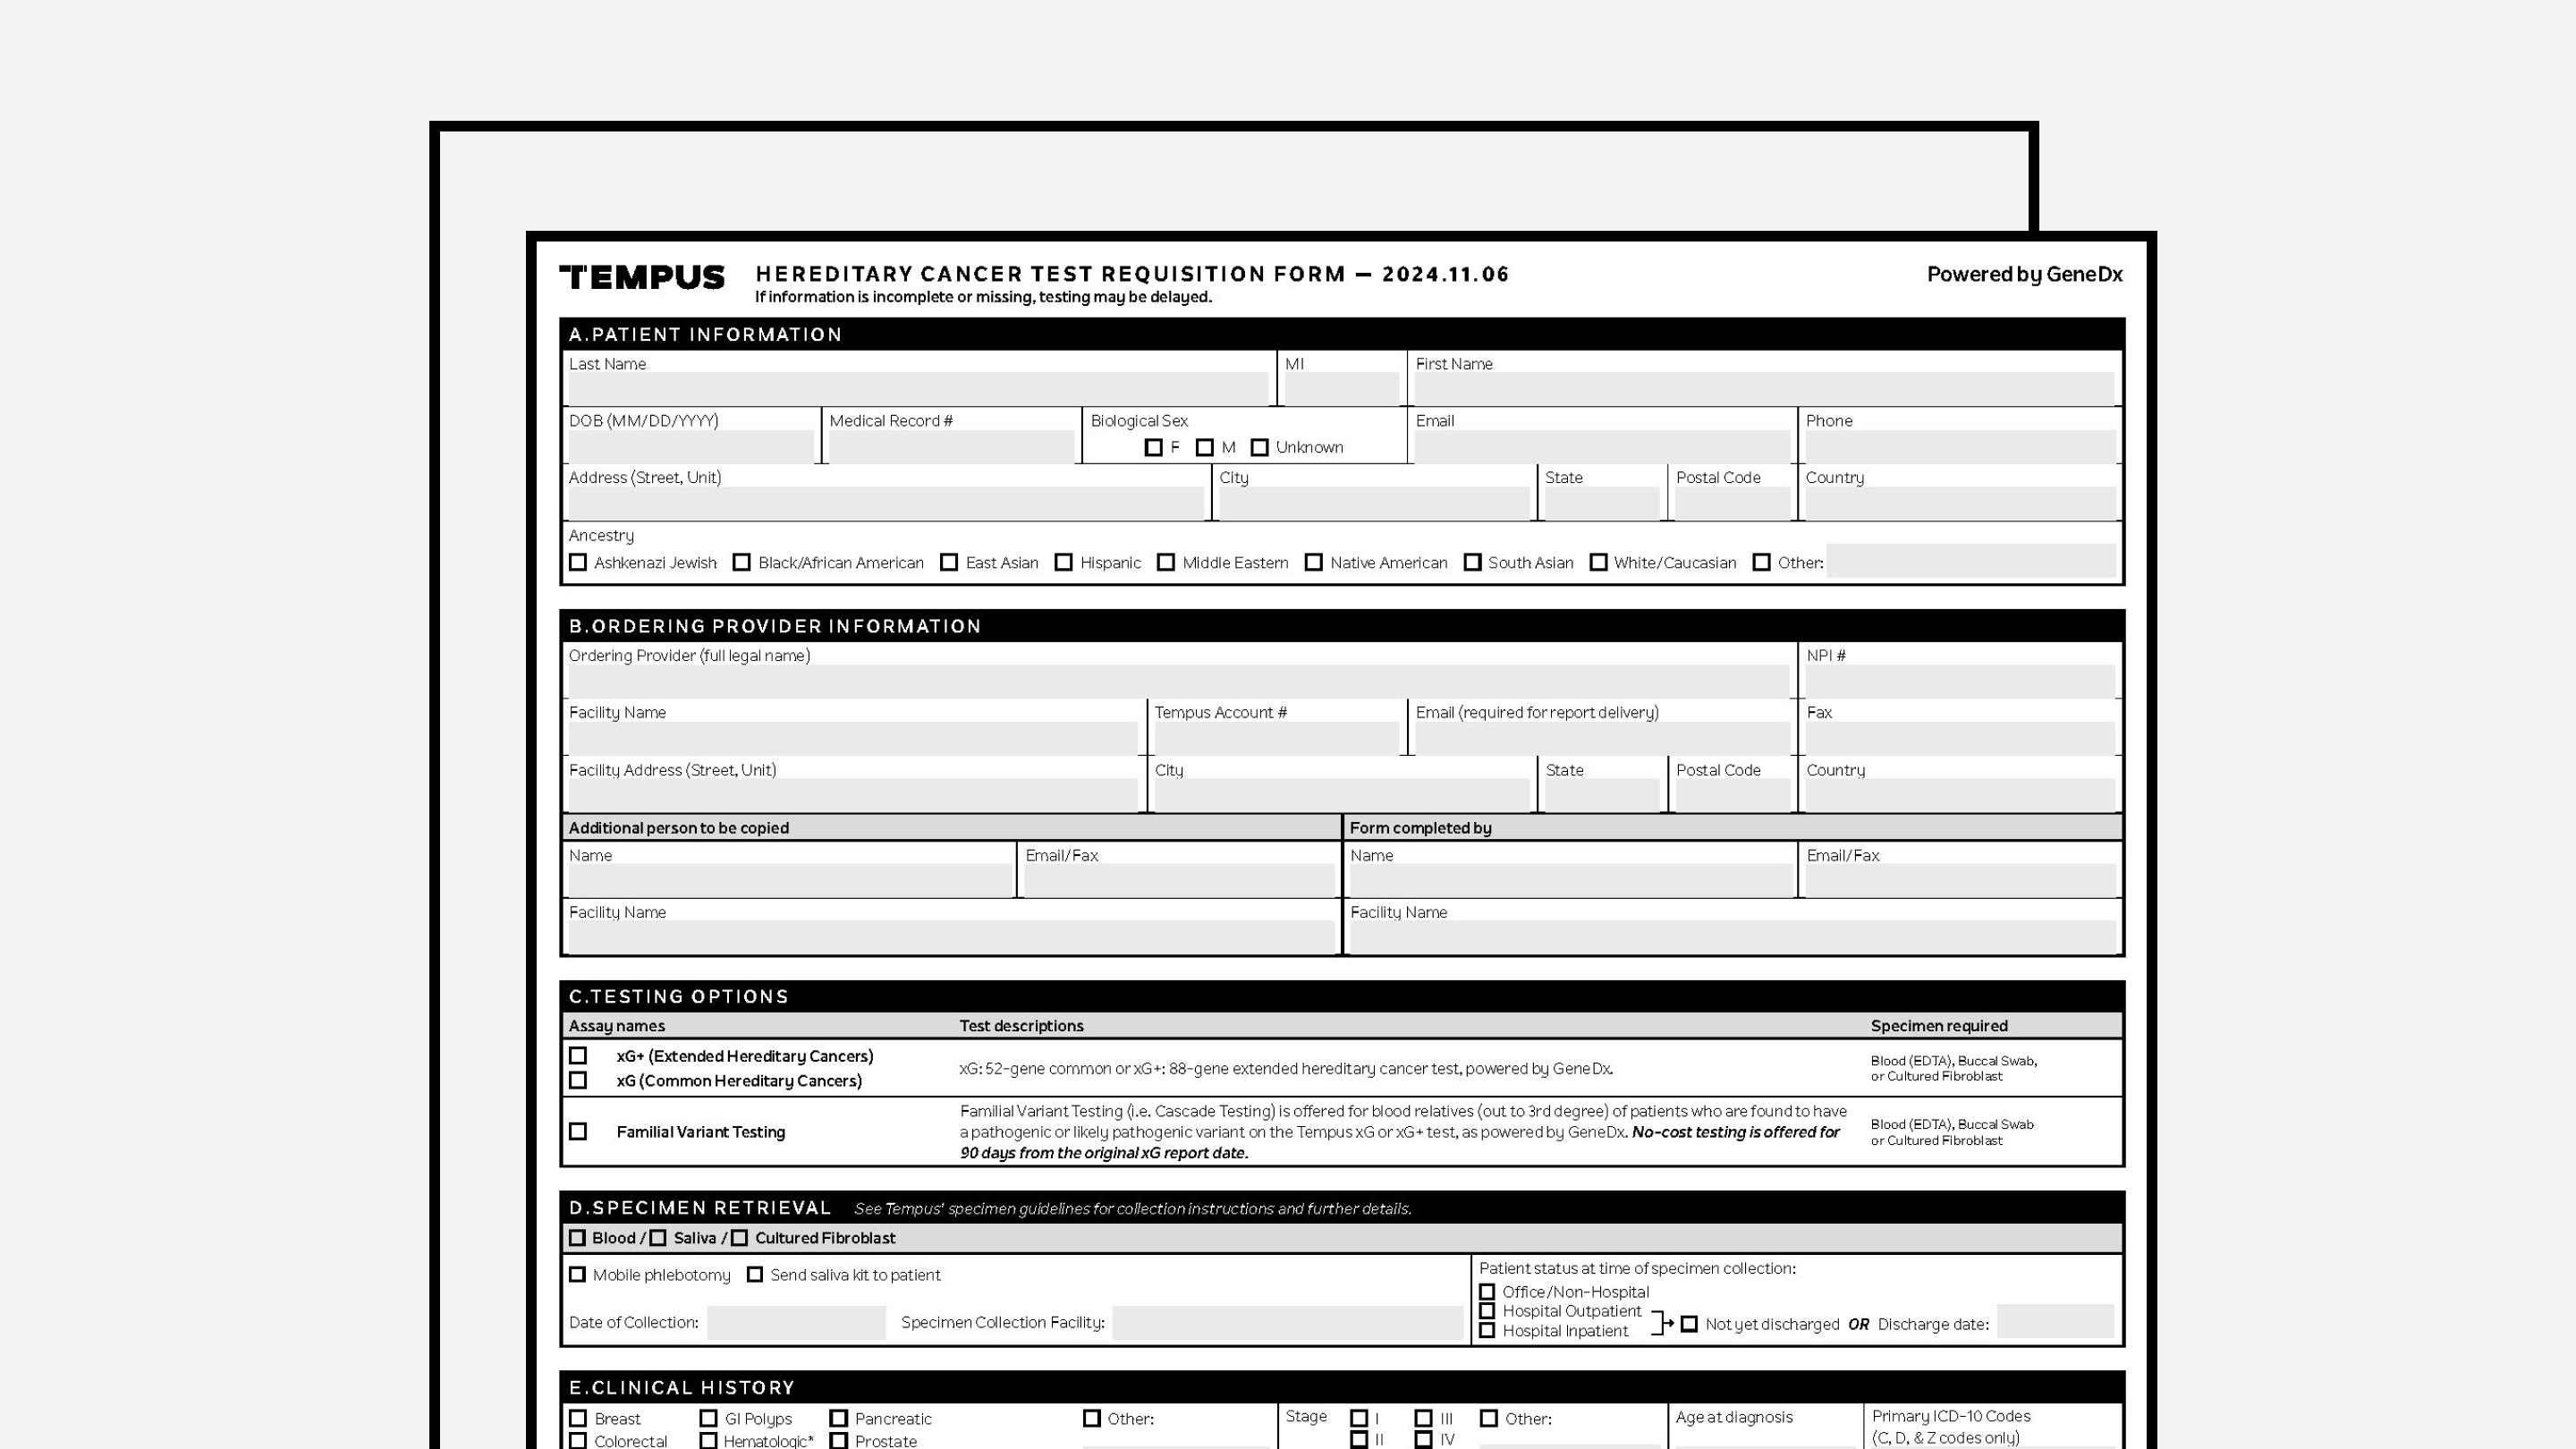 TEMPUS HEREDITARY CANCER TEST REQUISITION FORM — 2024.11.06 Powered by GeneDx
If information is incomplete or missing, testing may be delayed.
A.PATIENT INFORMATION
Last Name MI First Name
DOB (MM/DD/YYYY) Medical Record # Biological Sex Email Phone
F M Unknown
Address (Street, Unit) City State Postal Code Country
Ancestry
Ashkenazi Jewish Black/African American East Asian Hispanic Middle Eastern Native American South Asian White/Caucasian Other:
B.ORDERING PROVIDER INFORMATION
Ordering Provider (full legal name) NPI #
Facility Name Tempus Account # Email (required for report delivery) Fax
Facility Address (Street, Unit) City State Postal Code Country
Additional person to be copied Form completed by
Name Email/Fax Name Email/Fax
Facility Name Facility Name
C.TESTING OPTIONS
Assay names Test descriptions Specimen required
xG+ (Extended Hereditary Cancers)
xG (Common Hereditary Cancers)
xG: 52-gene common or xG+: 88-gene extended hereditary cancer test, powered by GeneDx.
Blood (EDTA), Buccal Swab,
or Cultured Fibroblast
Familial Variant Testing
Familial Variant Testing (i.e. Cascade Testing) is offered for blood relatives (out to 3rd degree) of patients who are found to have
a pathogenic or likely pathogenic variant on the Tempus xG or xG+ test, as powered by GeneDx. No-cost testing is offered for
90 days from the original xG report date.
Blood (EDTA), Buccal Swab
or Cultured Fibroblast
D.SPECIMEN RETRIEVAL See Tempus' specimen guidelines for collection instructions and further details.
Blood / Saliva / Cultured Fibroblast
Mobile phlebotomy Send saliva kit to patient
Date of Collection: Specimen Collection Facility:
Patient status at time of specimen collection:
Office/Non-Hospital
Hospital Outpatient
Hospital Inpatient
Not yet discharged OR Discharge date:
E.CLINICAL HISTORY
Breast GI Polyps Pancreatic Other: Stage I III Other: Age at diagnosis Primary ICD-10 Codes
Colorectal Hematologic* Prostate II IV (C, D, & Z codes only)